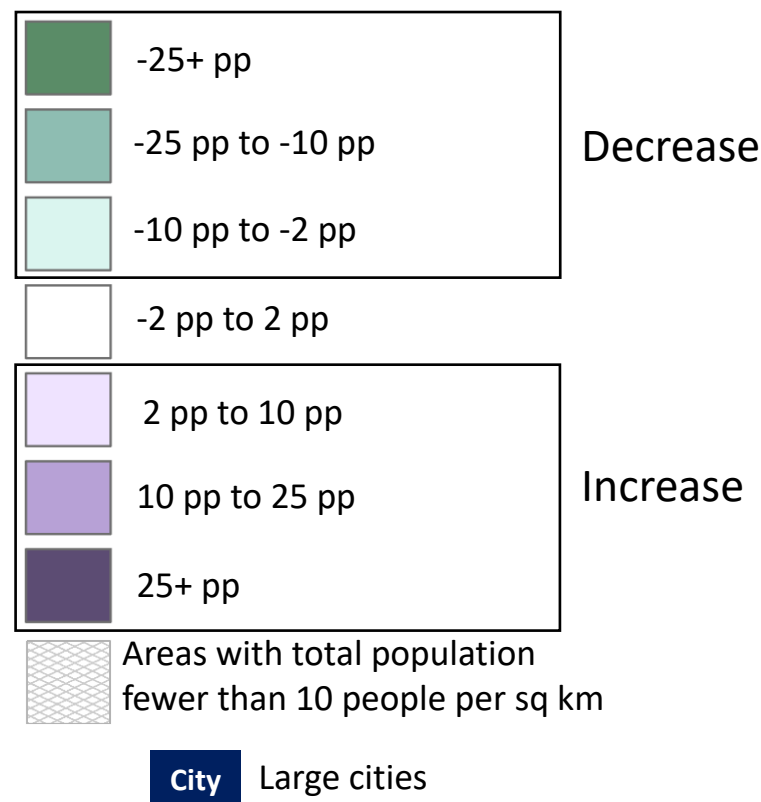 -25+ pp
-25 pp to -10 pp
Decrease
-10 pp to -2 pp
-2 pp to 2 pp
2 pp to 10 pp
10 pp to 25 pp
Increase
25+ pp
Areas with total population
fewer than 10 people per sq km
City Large cities